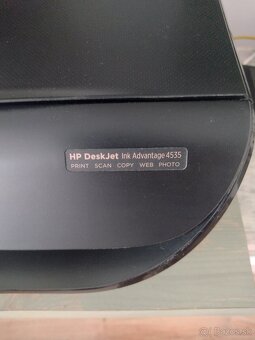 HP DeskJet Ink Advantage 4535
PRINT SCAN COPY WEB PHOTO